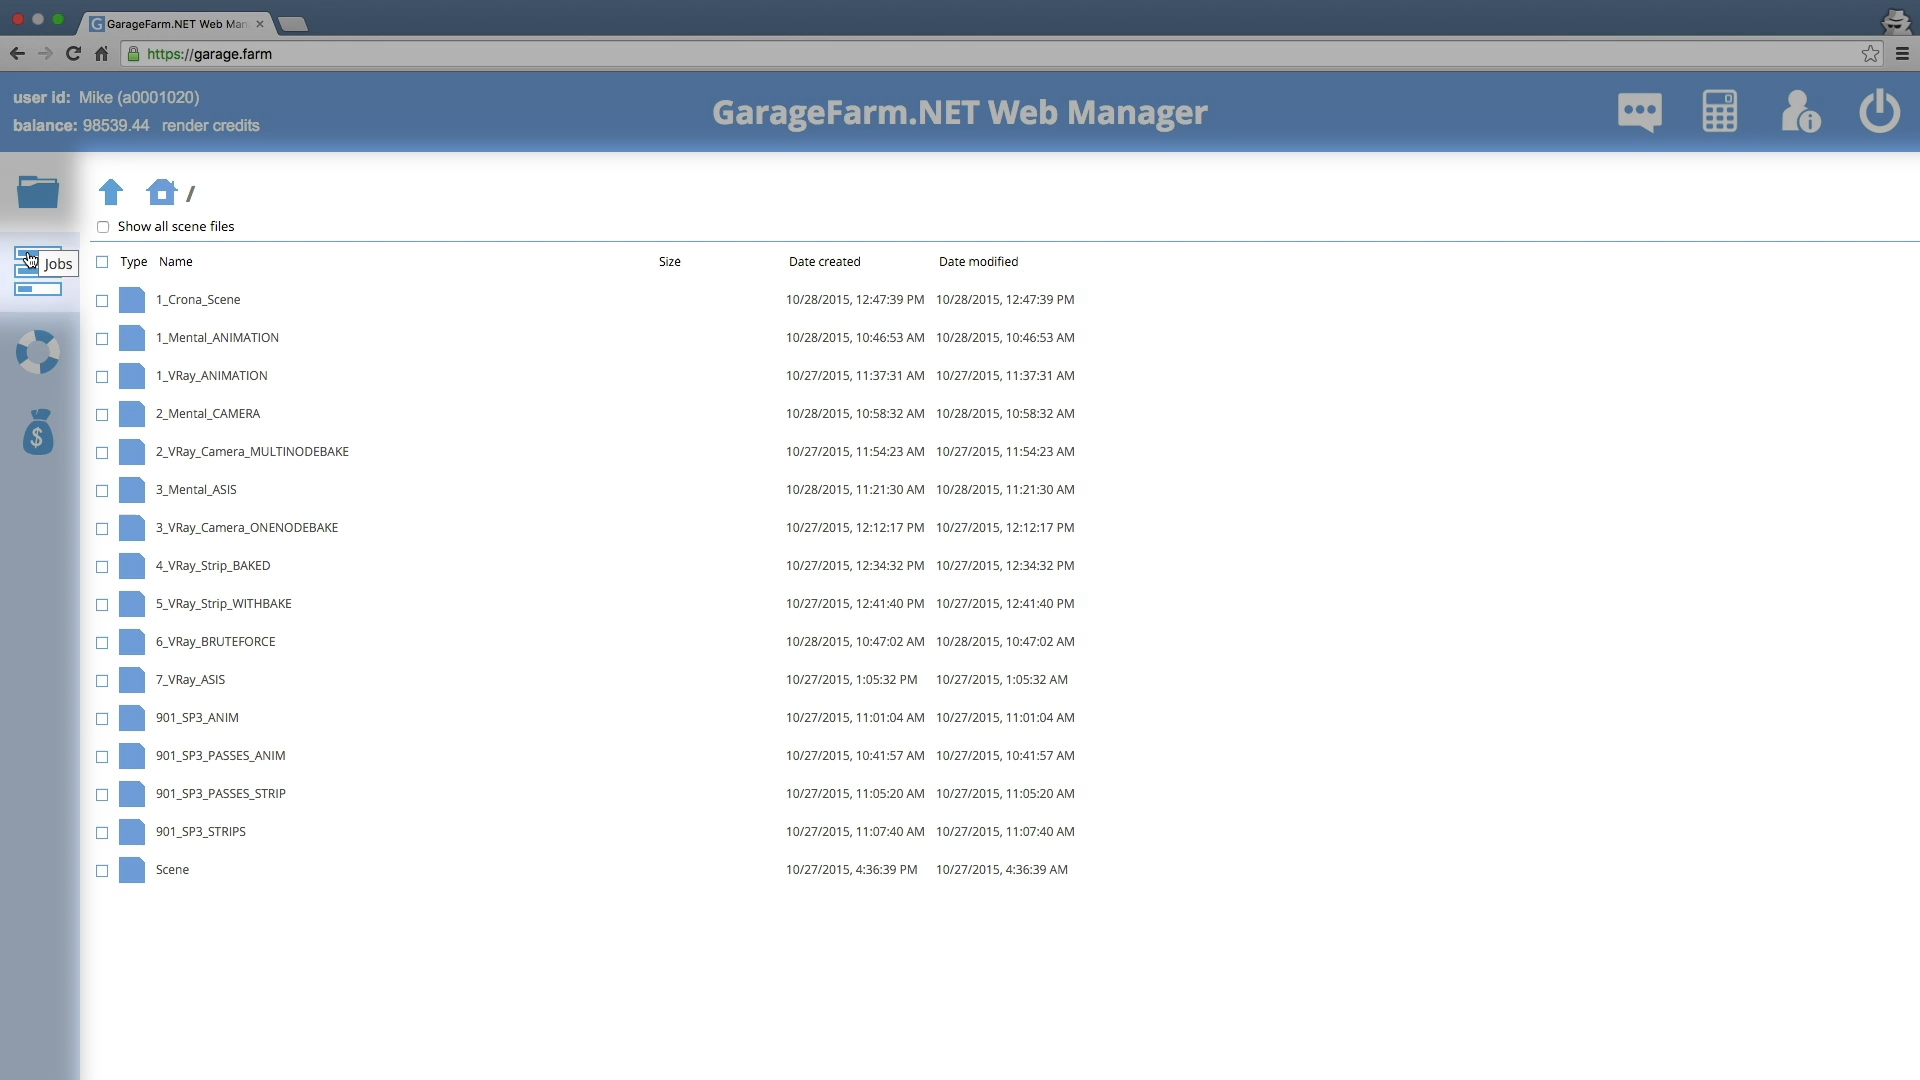 GarageFarm.NET Web Man
https://garage.farm
user id: Mike (a0001020)
balance: 98539.44 render credits
GarageFarm.NET Web Manager
/
Show all scene files
Jobs
Type Name Size Date created Date modified
1_Crona_Scene 10/28/2015, 12:47:39 PM 10/28/2015, 12:47:39 PM
1_Mental_ANIMATION 10/28/2015, 10:46:53 AM 10/28/2015, 10:46:53 AM
1_VRay_ANIMATION 10/27/2015, 11:37:31 AM 10/27/2015, 11:37:31 AM
2_Mental_CAMERA 10/28/2015, 10:58:32 AM 10/28/2015, 10:58:32 AM
2_VRay_Camera_MULTINODEBAKE 10/27/2015, 11:54:23 AM 10/27/2015, 11:54:23 AM
3_Mental_ASIS 10/28/2015, 11:21:30 AM 10/28/2015, 11:21:30 AM
3_VRay_Camera_ONENODEBAKE 10/27/2015, 12:12:17 PM 10/27/2015, 12:12:17 PM
4_VRay_Strip_BAKED 10/27/2015, 12:34:32 PM 10/27/2015, 12:34:32 PM
5_VRay_Strip_WITHBAKE 10/27/2015, 12:41:40 PM 10/27/2015, 12:41:40 PM
6_VRay_BRUTEFORCE 10/28/2015, 10:47:02 AM 10/28/2015, 10:47:02 AM
7_VRay_ASIS 10/27/2015, 1:05:32 PM 10/27/2015, 1:05:32 AM
901_SP3_ANIM 10/27/2015, 11:01:04 AM 10/27/2015, 11:01:04 AM
901_SP3_PASSES_ANIM 10/27/2015, 10:41:57 AM 10/27/2015, 10:41:57 AM
901_SP3_PASSES_STRIP 10/27/2015, 11:05:20 AM 10/27/2015, 11:05:20 AM
901_SP3_STRIPS 10/27/2015, 11:07:40 AM 10/27/2015, 11:07:40 AM
Scene 10/27/2015, 4:36:39 PM 10/27/2015, 4:36:39 AM